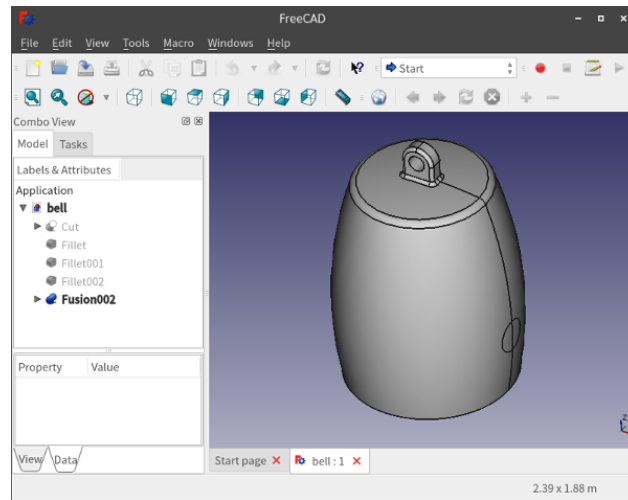 FreeCAD
File Edit View Tools Macro Windows Help
Start
Combo View
Model Tasks
Labels & Attributes
Application
bell
Cut
Fillet
Fillet001
Fillet002
Fusion002
Property Value
View Data
Start page bell : 1
z
2.39 x 1.88 m